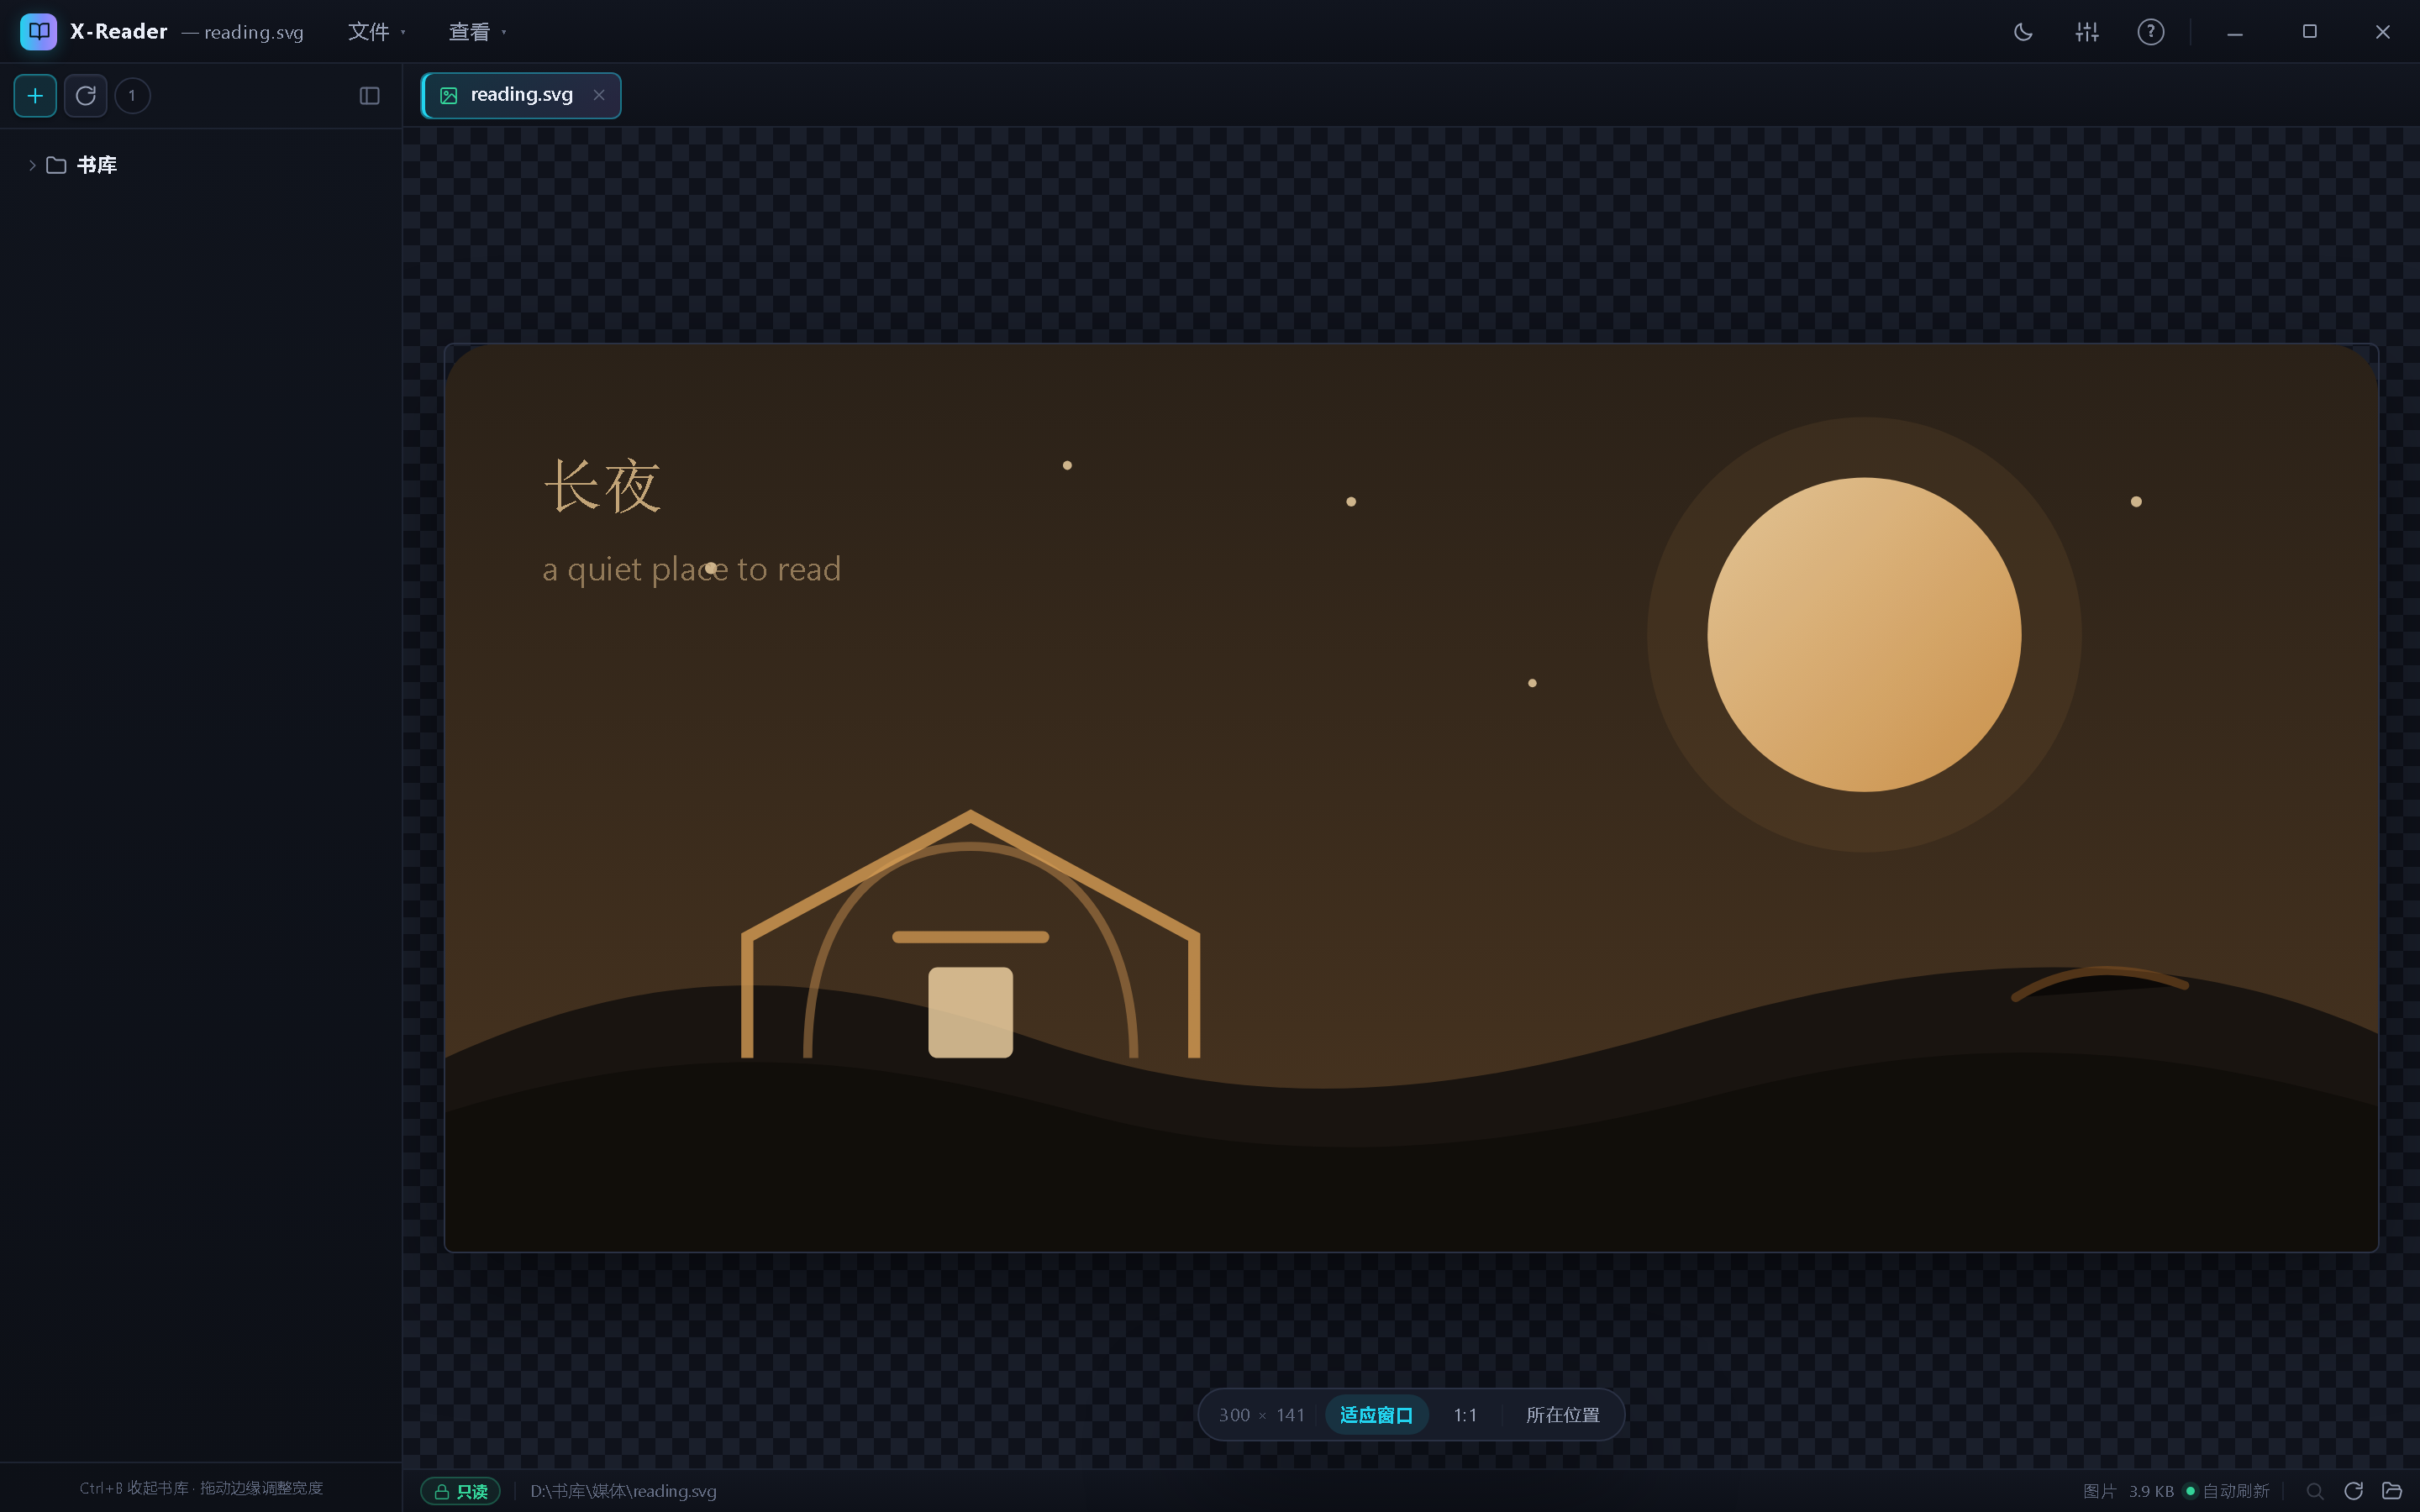 X-Reader — reading.svg 文件 查看
1
reading.svg
书库
长夜
a quiet place to read
300 × 141 适应窗口 1:1 所在位置
Ctrl+B 收起书库 · 拖动边缘调整宽度
只读 D:\书库\媒体\reading.svg 图片 3.9 KB 自动刷新